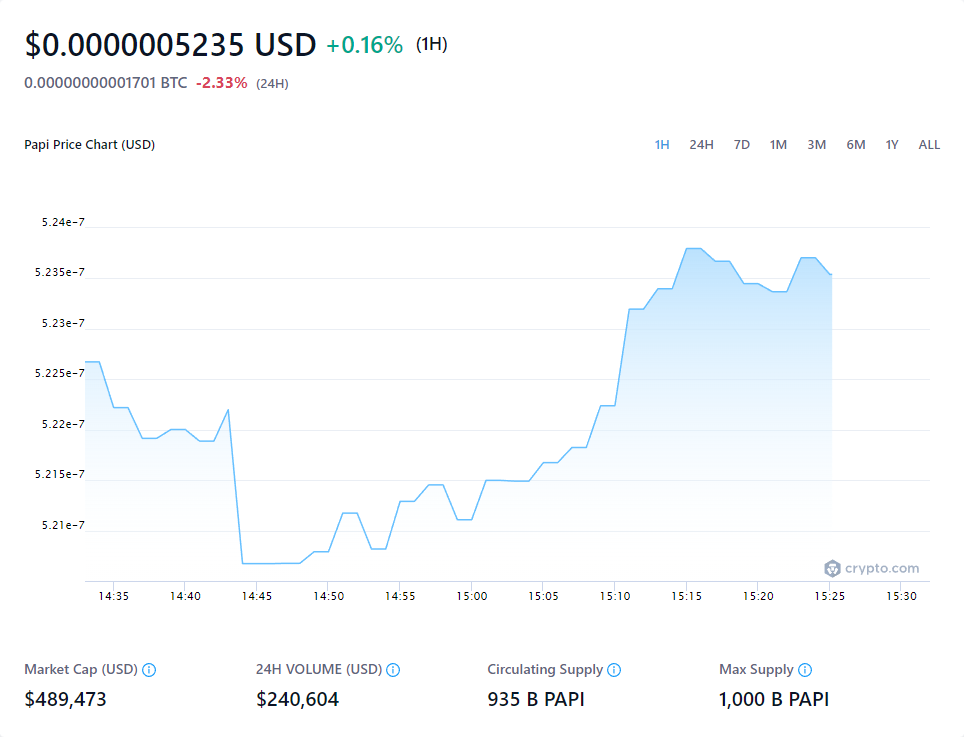 $0.0000005235 USD +0.16% (1H)
0.00000000001701 BTC -2.33% (24H)
Papi Price Chart (USD)
1H 24H 7D 1M 3M 6M 1Y ALL
5.24e-7
5.235e-7
5.23e-7
5.225e-7
5.22e-7
5.215e-7
5.21e-7
crypto.com
14:35 14:40 14:45 14:50 14:55 15:00 15:05 15:10 15:15 15:20 15:25 15:30
Market Cap (USD) 24H VOLUME (USD) Circulating Supply Max Supply
$489,473 $240,604 935 B PAPI 1,000 B PAPI